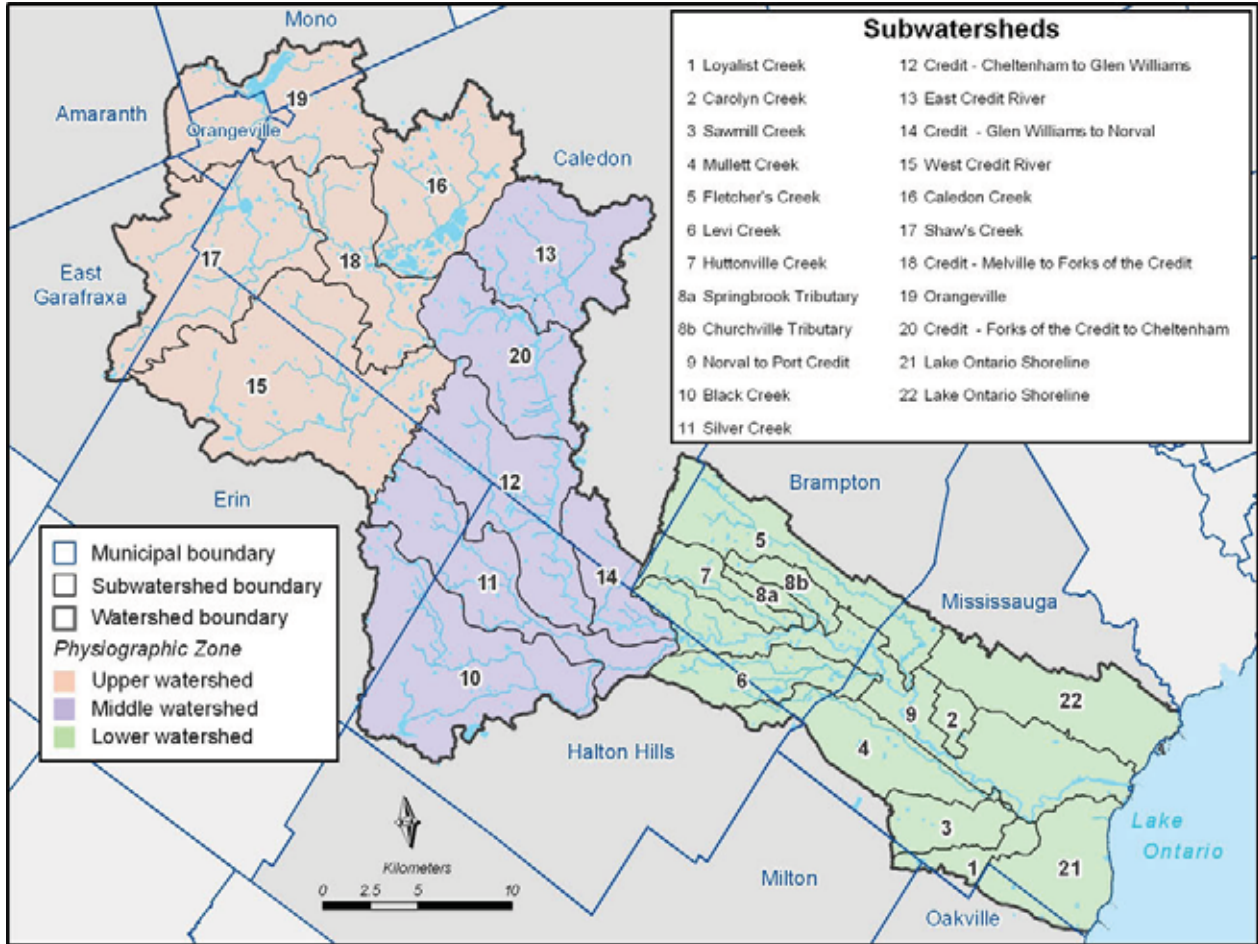 Mono
Amaranth
19
Orangeville
Caledon
16
13
17
18
East
Garafraxa
20
15
Erin
12
Brampton
5
8b
7
8a
11
14
Mississauga
6
10
22
9
2
4
Halton Hills
3
1
21
Lake
Ontario
Milton
Oakville
Subwatersheds
1 Loyalist Creek
2 Carolyn Creek
3 Sawmill Creek
4 Mullett Creek
5 Fletcher's Creek
6 Levi Creek
7 Huttonville Creek
8a Springbrook Tributary
8b Churchville Tributary
9 Norval to Port Credit
10 Black Creek
11 Silver Creek
12 Credit - Cheltenham to Glen Williams
13 East Credit River
14 Credit - Glen Williams to Norval
15 West Credit River
16 Caledon Creek
17 Shaw's Creek
18 Credit - Melville to Forks of the Credit
19 Orangeville
20 Credit - Forks of the Credit to Cheltenham
21 Lake Ontario Shoreline
22 Lake Ontario Shoreline
Municipal boundary
Subwatershed boundary
Watershed boundary
Physiographic Zone
Upper watershed
Middle watershed
Lower watershed
Kilometers
0 2.5 5 10